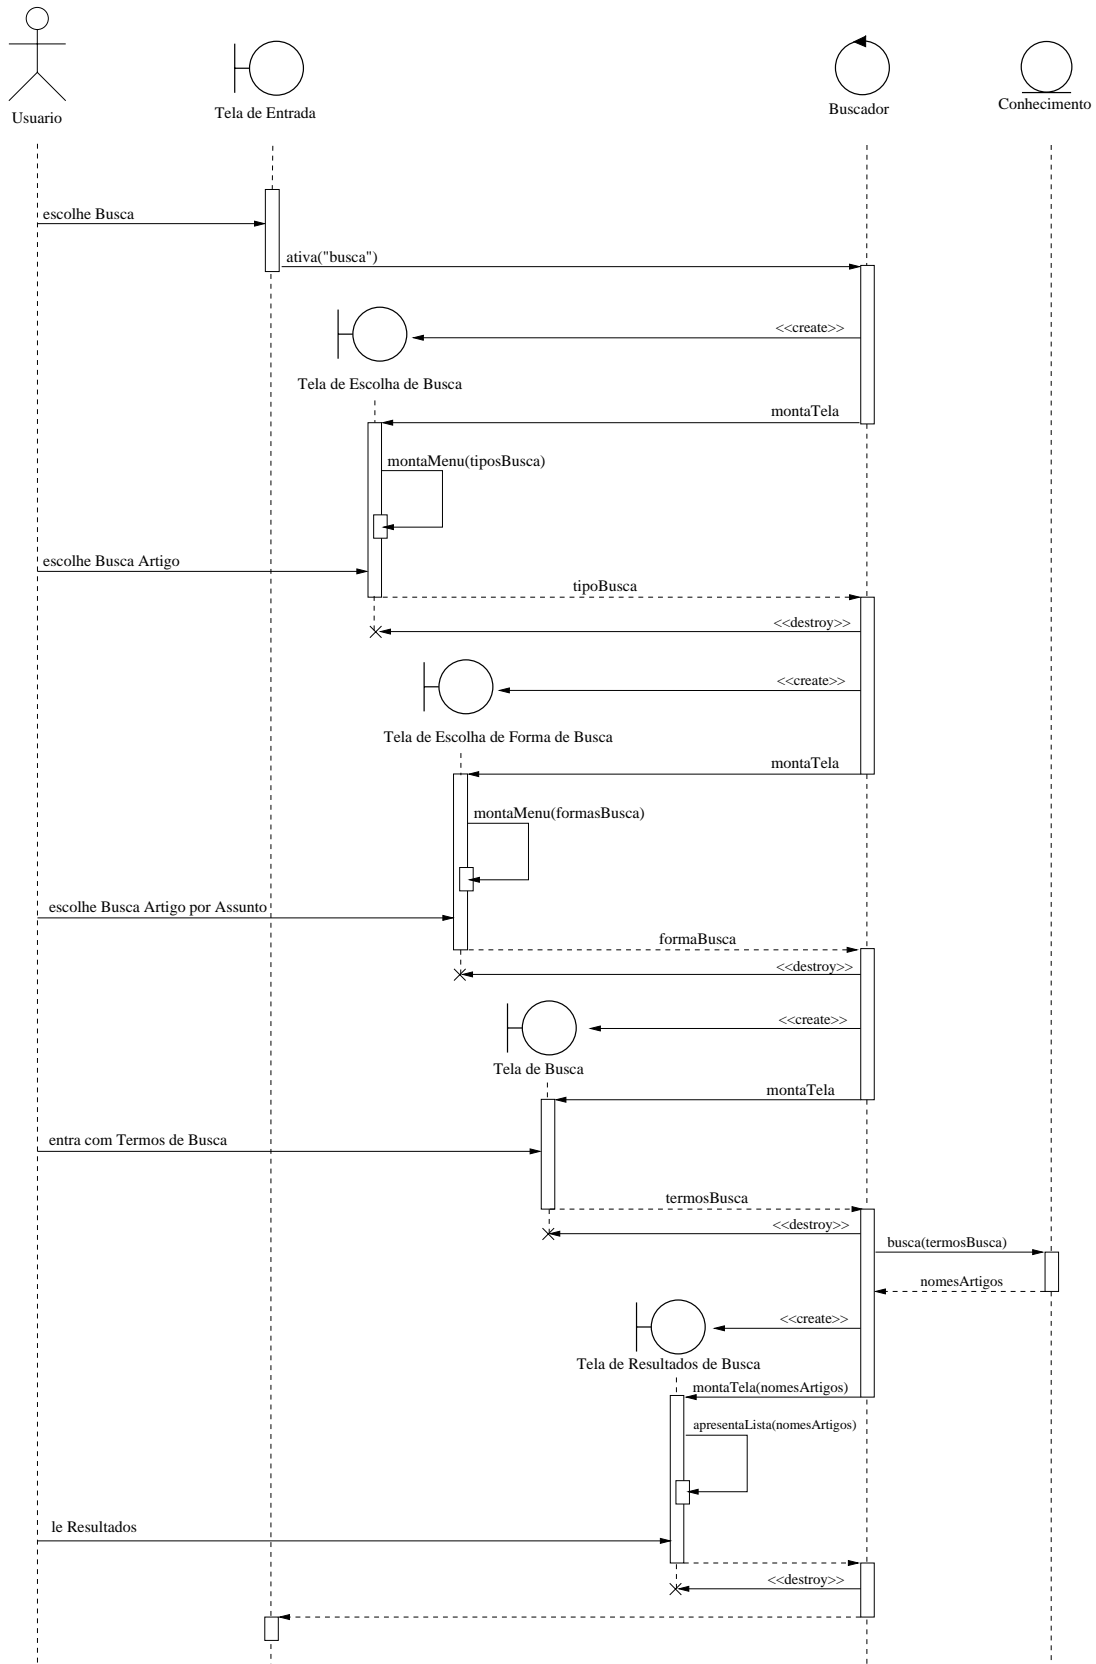 Usuario
Tela de Entrada
Buscador
Conhecimento
escolhe Busca
ativa("busca")
<<create>>
Tela de Escolha de Busca
montaTela
montaMenu(tiposBusca)
escolhe Busca Artigo
tipoBusca
<<destroy>>
<<create>>
Tela de Escolha de Forma de Busca
montaTela
montaMenu(formasBusca)
escolhe Busca Artigo por Assunto
formaBusca
<<destroy>>
<<create>>
Tela de Busca
montaTela
entra com Termos de Busca
termosBusca
<<destroy>>
busca(termosBusca)
nomesArtigos
<<create>>
Tela de Resultados de Busca
montaTela(nomesArtigos)
apresentaLista(nomesArtigos)
le Resultados
<<destroy>>